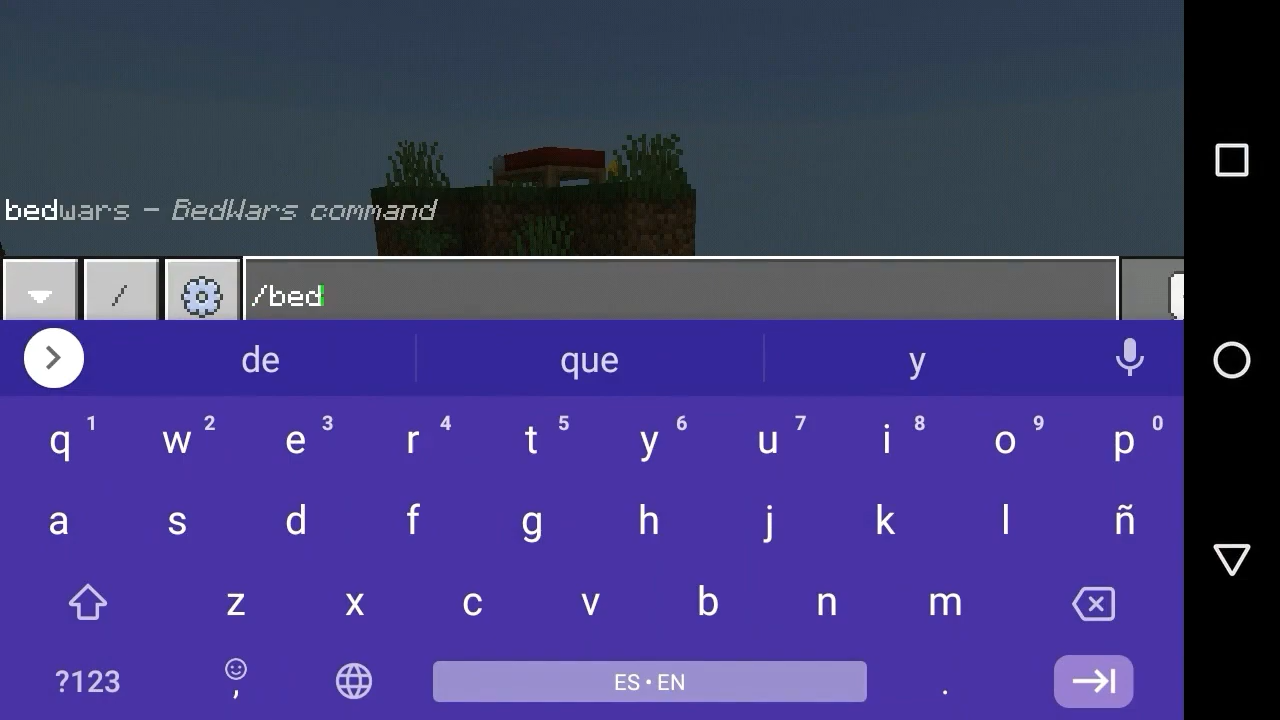 bedwars – BedWars command
/ /bed
de que y
q 1 w 2 e 3 r 4 t 5 y 6 u 7 i 8 o 9 p 0
a s d f g h j k l ñ
z x c v b n m
?123 , ES • EN .